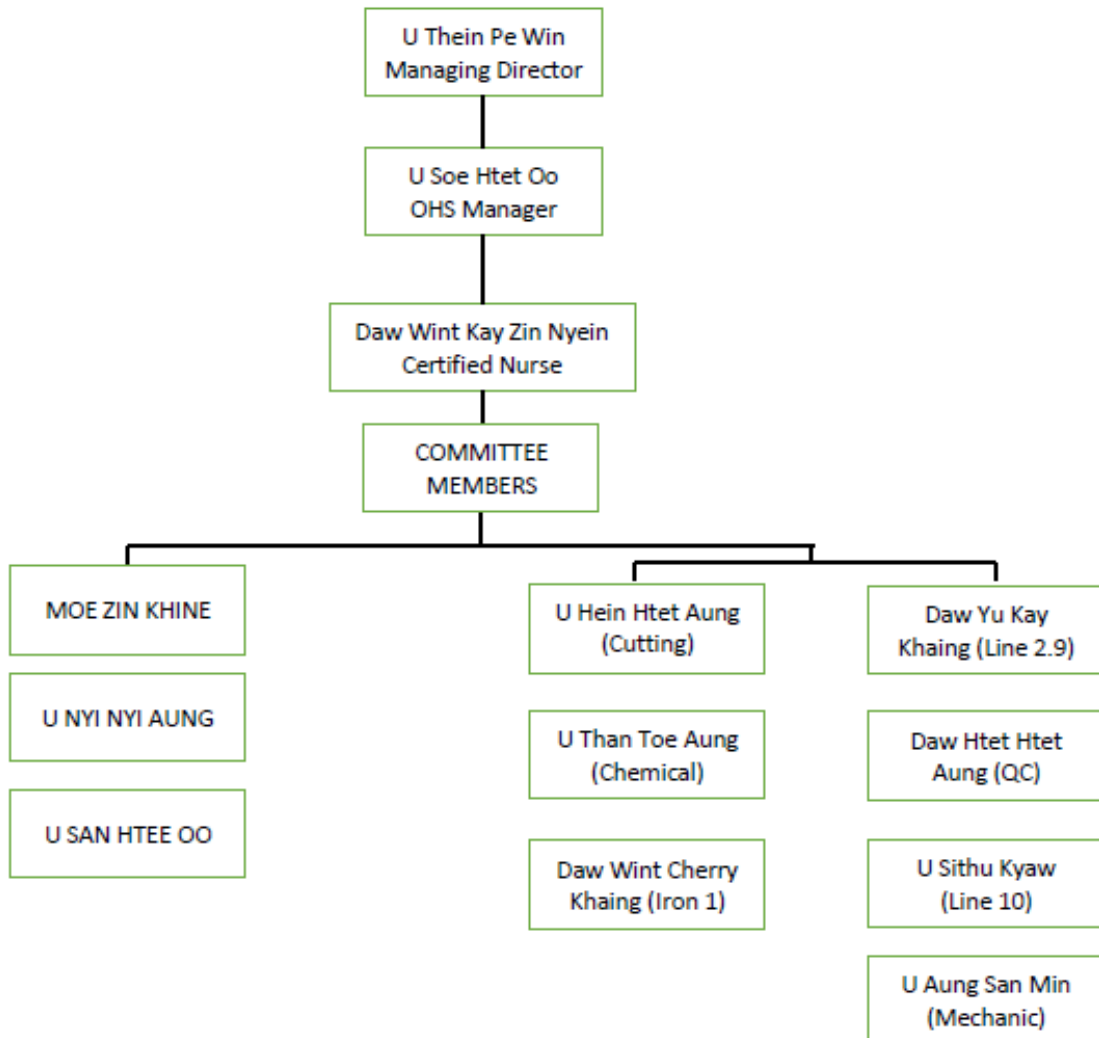 U Thein Pe Win
Managing Director
U Soe Htet Oo
OHS Manager
Daw Wint Kay Zin Nyein
Certified Nurse
COMMITTEE
MEMBERS
MOE ZIN KHINE
U NYI NYI AUNG
U SAN HTEE OO
U Hein Htet Aung
(Cutting)
U Than Toe Aung
(Chemical)
Daw Wint Cherry
Khaing (Iron 1)
Daw Yu Kay
Khaing (Line 2.9)
Daw Htet Htet
Aung (QC)
U Sithu Kyaw
(Line 10)
U Aung San Min
(Mechanic)